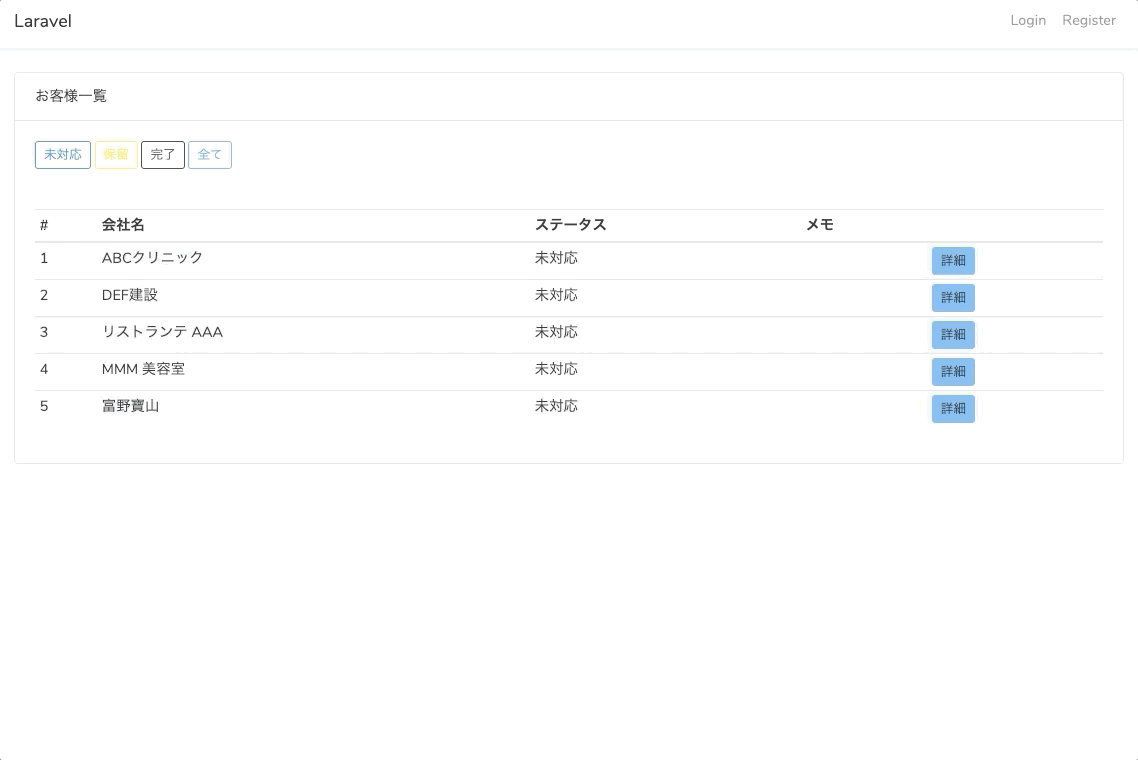 Laravel Login Register
お客様一覧
未対応 保留 完了 全て
# 会社名 ステータス メモ
1 ABCクリニック 未対応 詳細
2 DEF建設 未対応 詳細
3 リストランテ AAA 未対応 詳細
4 MMM 美容室 未対応 詳細
5 富野寶山 未対応 詳細